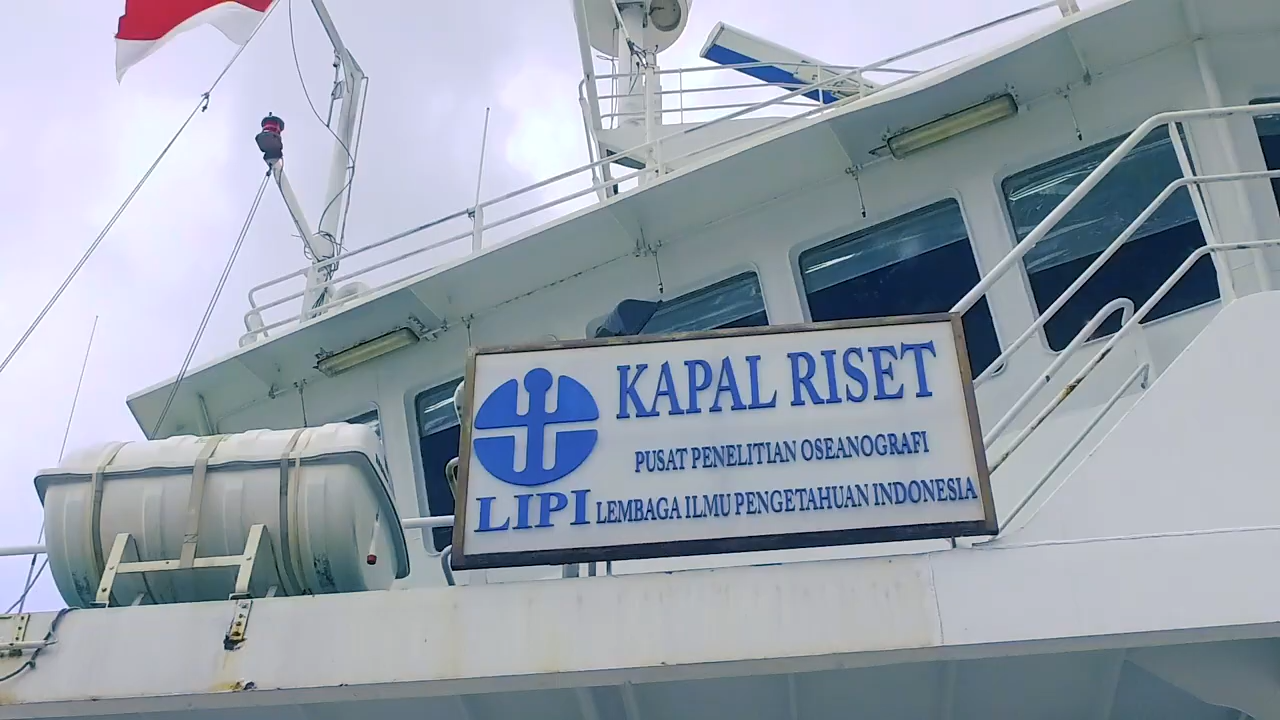 KAPAL RISET
PUSAT PENELITIAN OSEANOGRAFI
LIPI LEMBAGA ILMU PENGETAHUAN INDONESIA